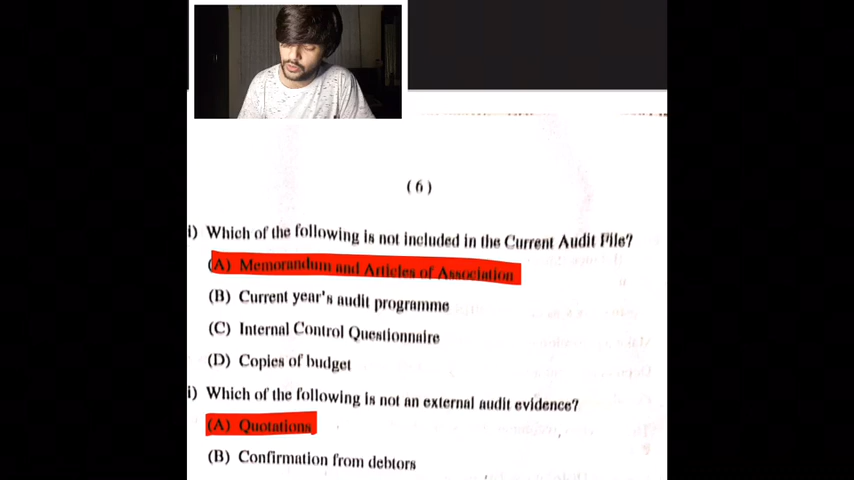 (6)
i) Which of the following is not included in the Current Audit File?
(A) Memorandum and Articles of Association
(B) Current year's audit programme
(C) Internal Control Questionnaire
(D) Copies of budget
i) Which of the following is not an external audit evidence?
(A) Quotations
(B) Confirmation from debtors